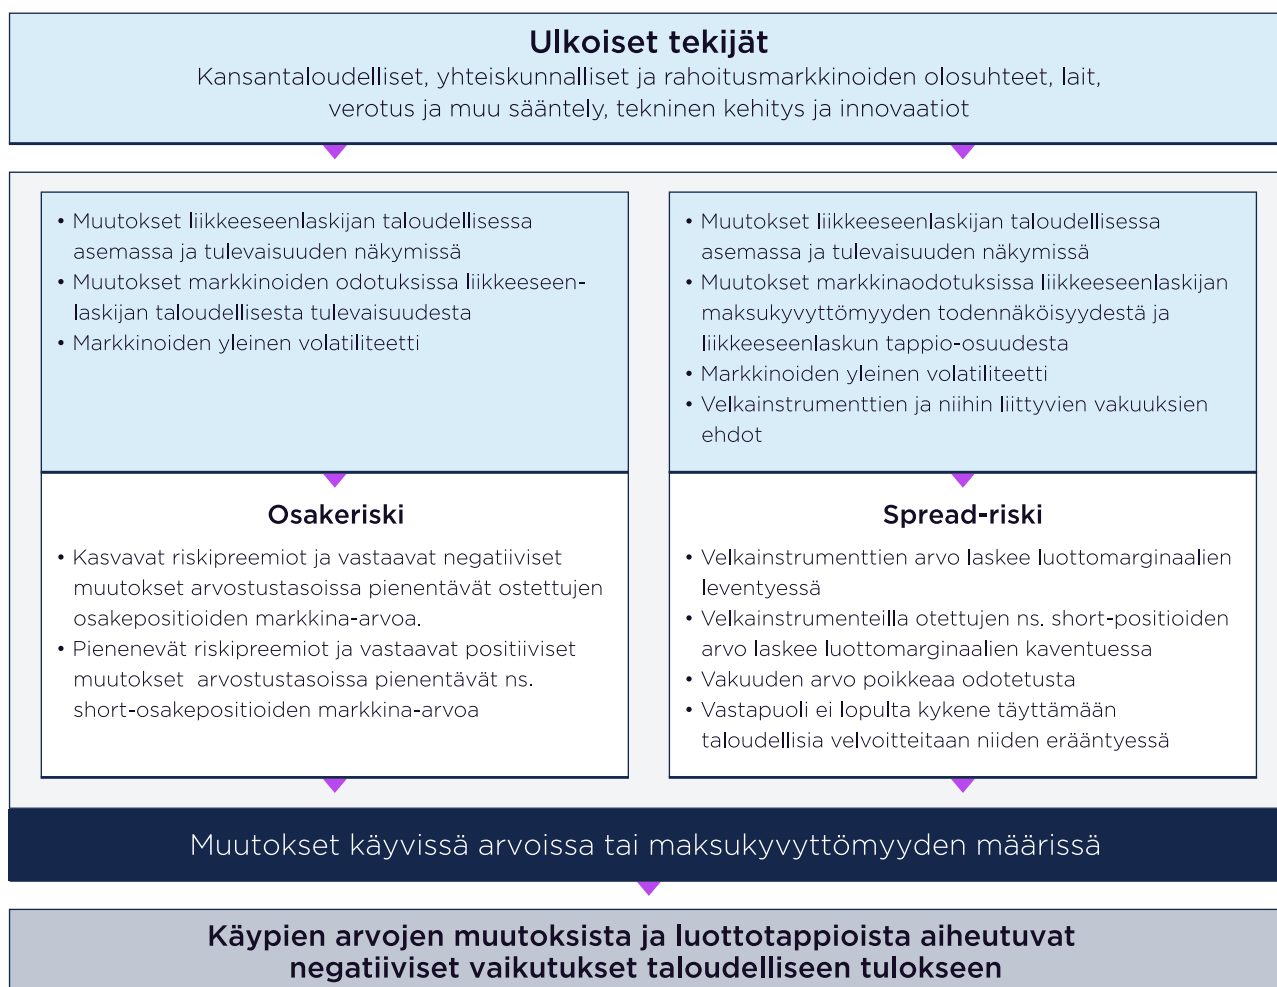 Ulkoiset tekijät
Kansantaloudelliset, yhteiskunnalliset ja rahoitusmarkkinoiden olosuhteet, lait,
verotus ja muu sääntely, tekninen kehitys ja innovaatiot
• Muutokset liikkeeseenlaskijan taloudellisessa
asemassa ja tulevaisuuden näkymissä
• Muutokset markkinoiden odotuksissa liikkeeseen-
laskijan taloudellisesta tulevaisuudesta
• Markkinoiden yleinen volatiliteetti
• Muutokset liikkeeseenlaskijan taloudellisessa
asemassa ja tulevaisuuden näkymissä
• Muutokset markkinaodotuksissa liikkeeseenlaskijan
maksukyvyttömyyden todennäköisyydestä ja
liikkeeseenlaskun tappio-osuudesta
• Markkinoiden yleinen volatiliteetti
• Velkainstrumenttien ja niihin liittyvien vakuuksien
ehdot
Osakeriski
• Kasvavat riskipreemiot ja vastaavat negatiiviset
muutokset arvostustasoissa pienentävät ostettujen
osakepositioiden markkina-arvoa.
• Pienenevät riskipreemiot ja vastaavat positiiviset
muutokset arvostustasoissa pienentävät ns.
short-osakepositioiden markkina-arvoa
Spread-riski
• Velkainstrumenttien arvo laskee luottomarginaalien
leventyessä
• Velkainstrumenteilla otettujen ns. short-positioiden
arvo laskee luottomarginaalien kaventuessa
• Vakuuden arvo poikkeaa odotetusta
• Vastapuoli ei lopulta kykene täyttämään
taloudellisia velvoitteitaan niiden erääntyessä
Muutokset käyvissä arvoissa tai maksukyvyttömyyden määrissä
Käypien arvojen muutoksista ja luottotappioista aiheutuvat
negatiiviset vaikutukset taloudelliseen tulokseen